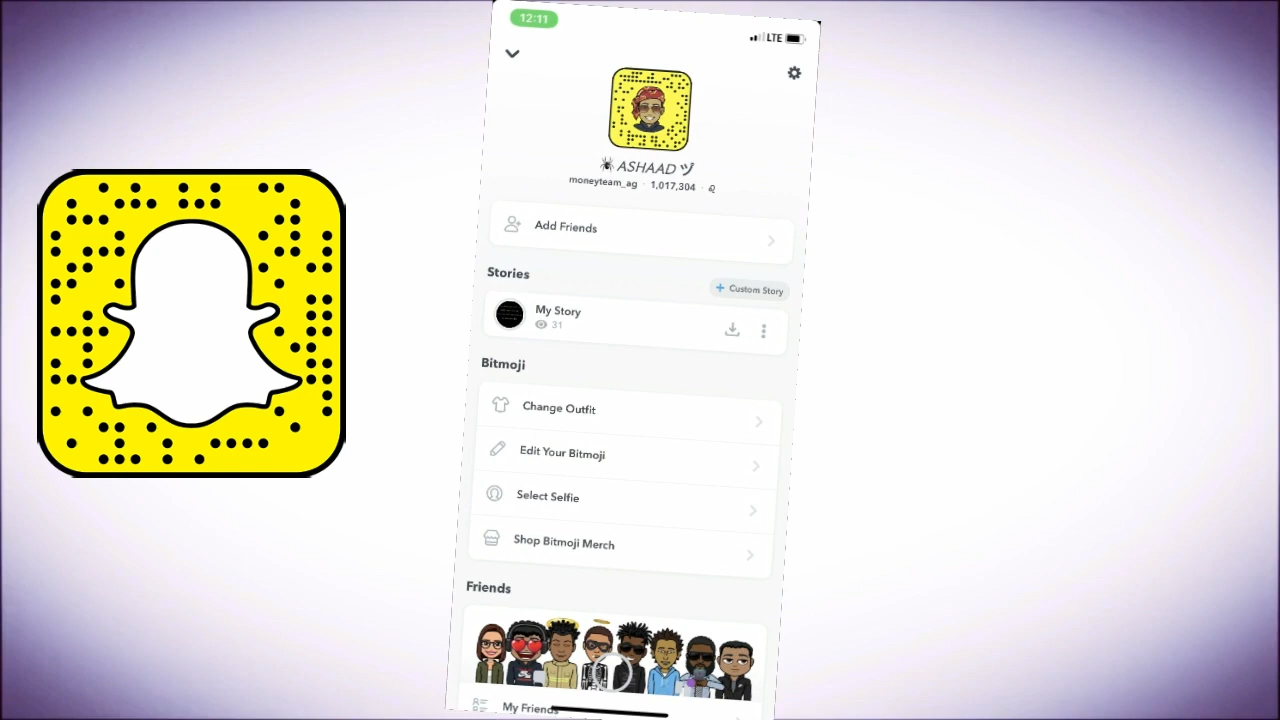 12:11
LTE
🕷 ASHAAD ヅ
moneyteam_ag · 1,017,304 · ♌
Add Friends
Stories
+ Custom Story
My Story
31
Bitmoji
Change Outfit
Edit Your Bitmoji
Select Selfie
Shop Bitmoji Merch
Friends
My Friends